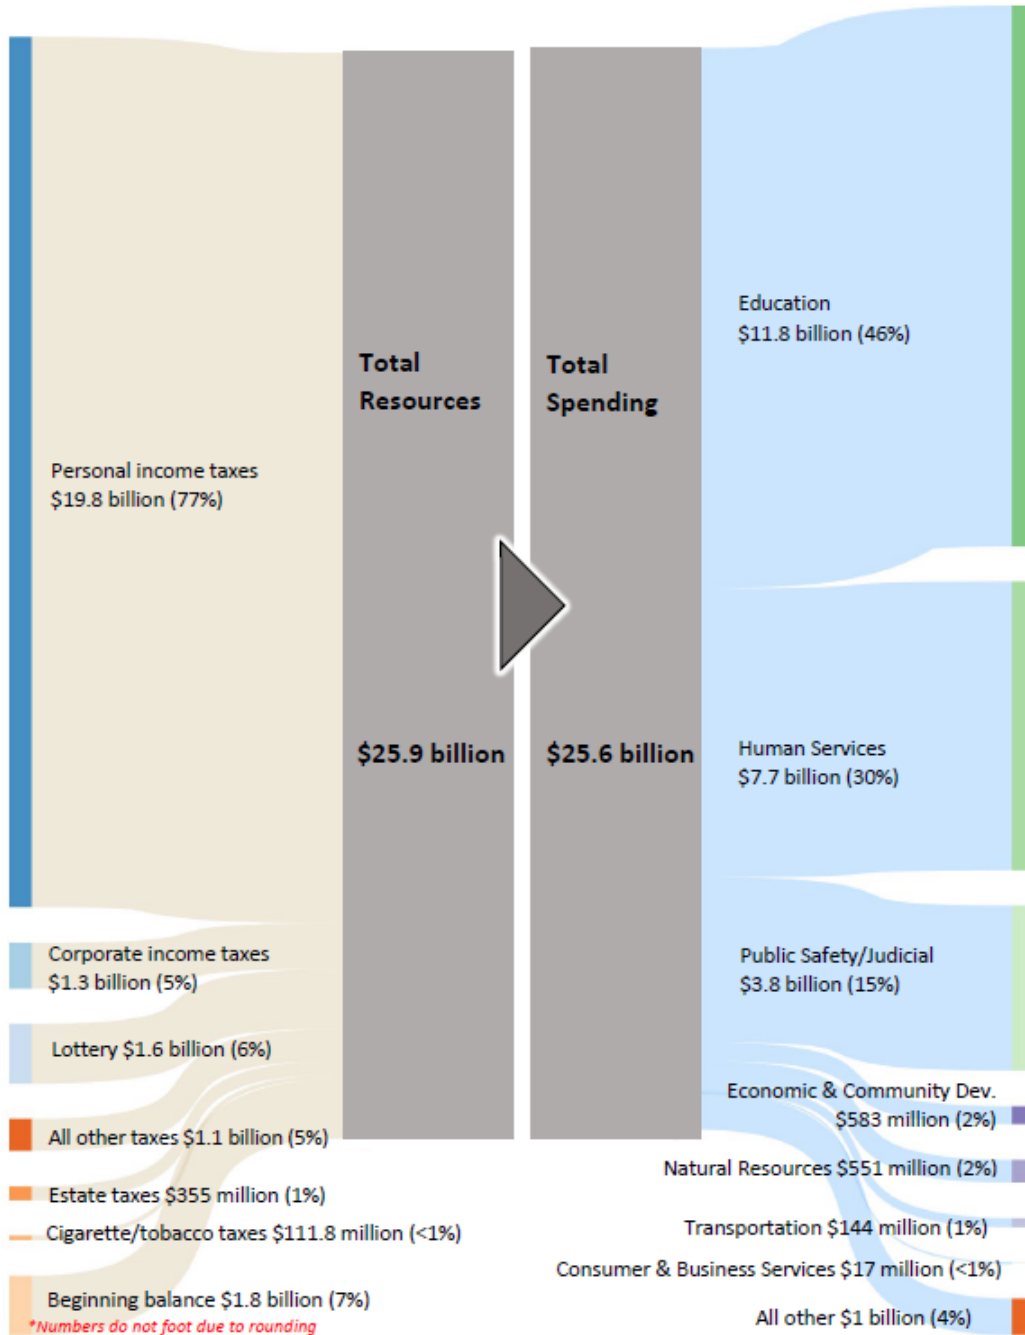 Personal income taxes
$19.8 billion (77%)
Corporate income taxes
$1.3 billion (5%)
Lottery $1.6 billion (6%)
All other taxes $1.1 billion (5%)
Estate taxes $355 million (1%)
Cigarette/tobacco taxes $111.8 million (<1%)
Beginning balance $1.8 billion (7%)
*Numbers do not foot due to rounding
Total
Resources
$25.9 billion
Total
Spending
$25.6 billion
Education
$11.8 billion (46%)
Human Services
$7.7 billion (30%)
Public Safety/Judicial
$3.8 billion (15%)
Economic & Community Dev.
$583 million (2%)
Natural Resources $551 million (2%)
Transportation $144 million (1%)
Consumer & Business Services $17 million (<1%)
All other $1 billion (4%)